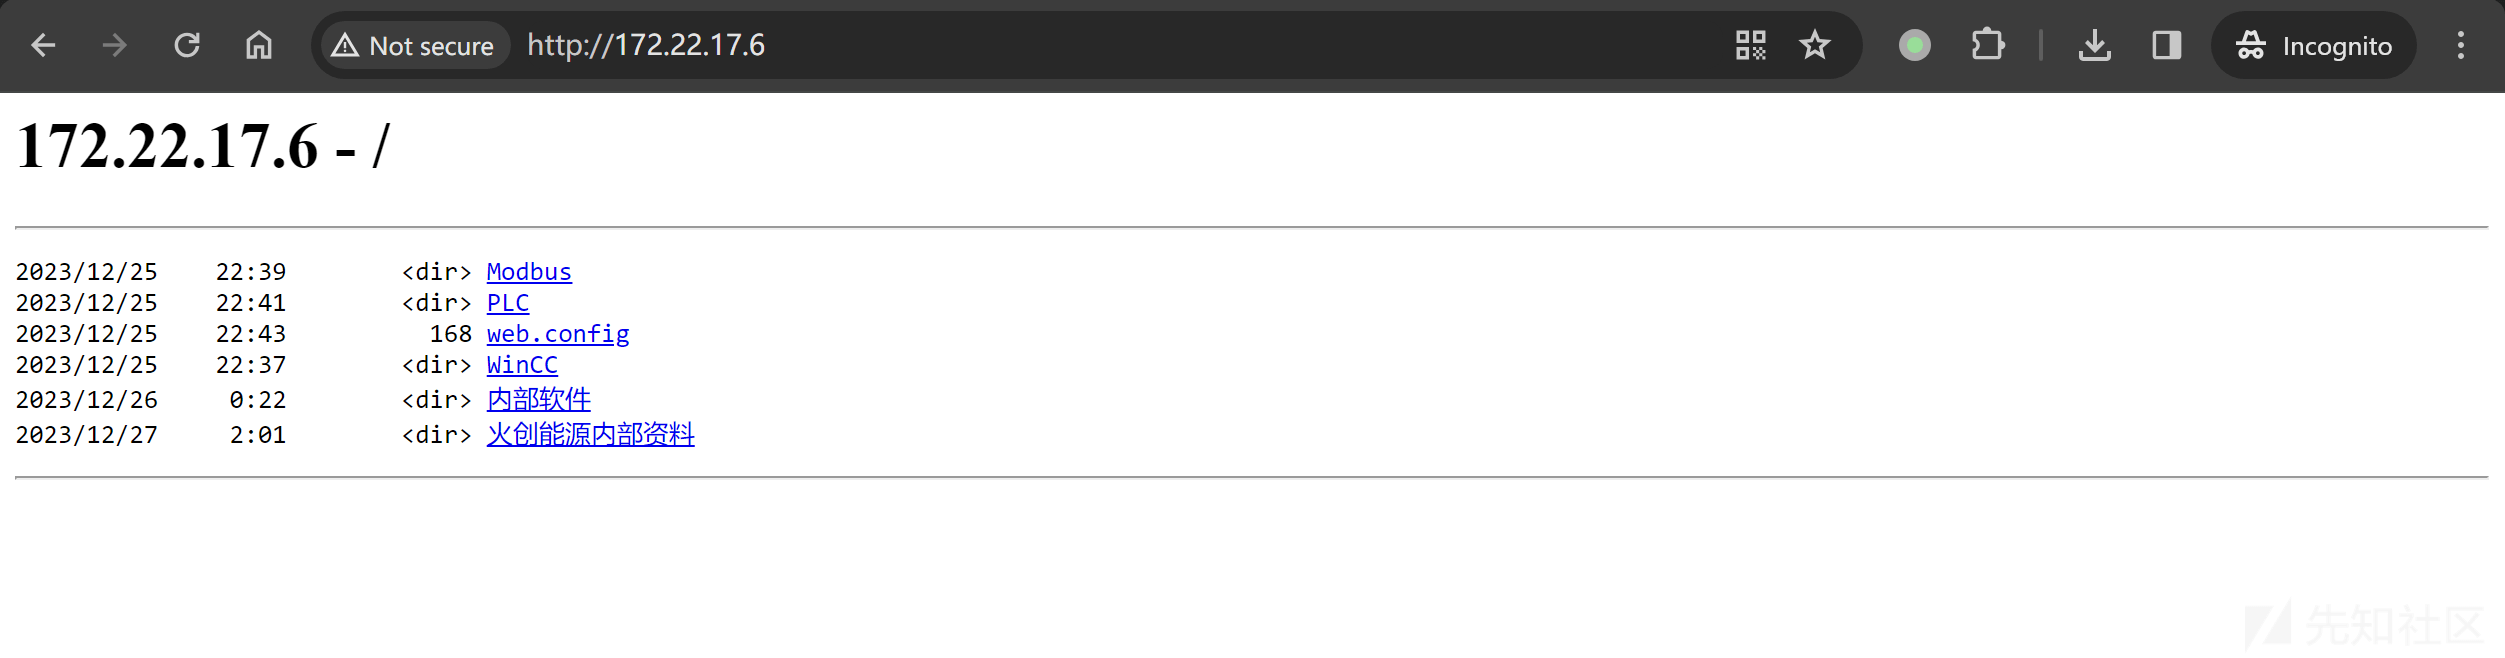 Not secure http://172.22.17.6 Incognito
172.22.17.6 - /
2023/12/25 22:39 <dir> Modbus
2023/12/25 22:41 <dir> PLC
2023/12/25 22:43 168 web.config
2023/12/25 22:37 <dir> WinCC
2023/12/26 0:22 <dir> 内部软件
2023/12/27 2:01 <dir> 火创能源内部资料
先知社区